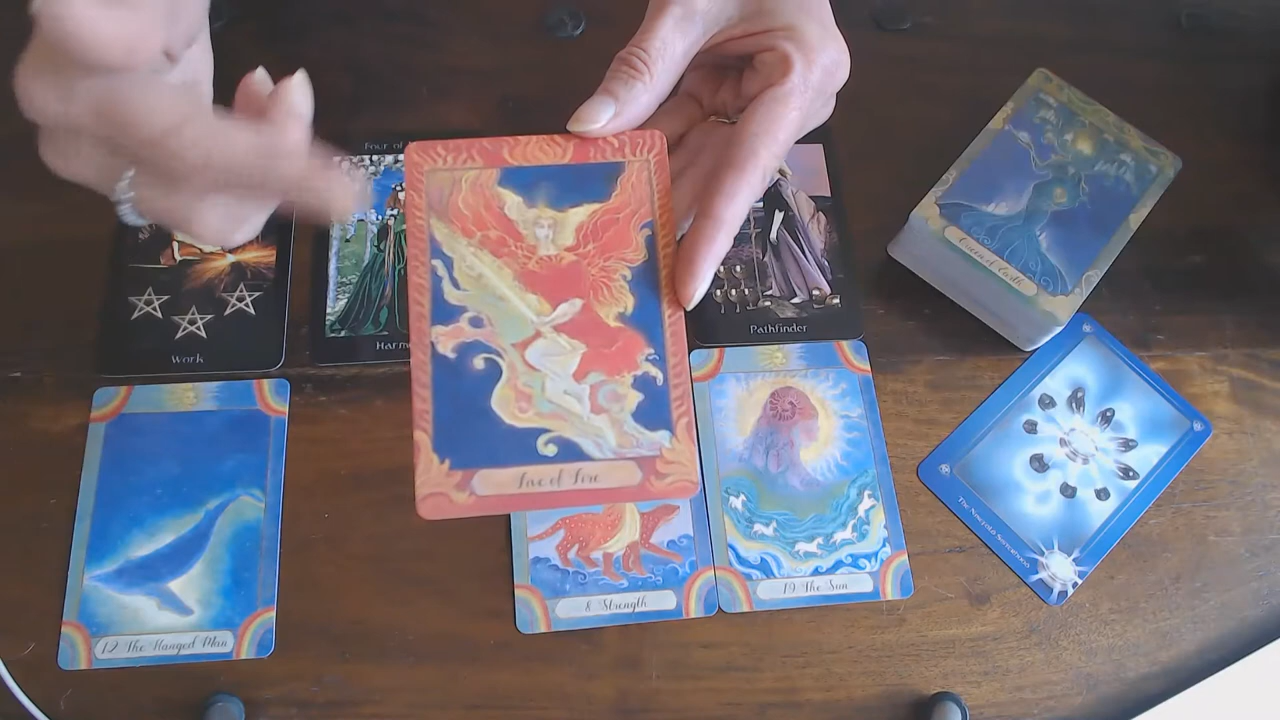 Four of
Work
Harm
Pathfinder
Five of Fire
Queen of Earth
12 The Hanged Man
8 Strength
19 The Sun